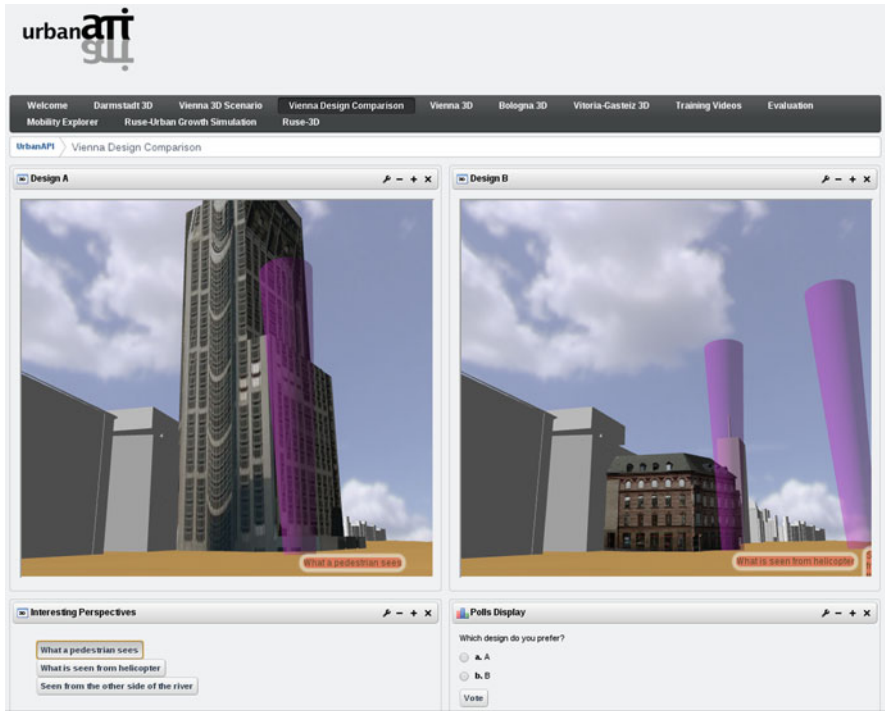 urbanAPI
Welcome Darmstadt 3D Vienna 3D Scenario Vienna Design Comparison Vienna 3D Bologna 3D Vitoria-Gasteiz 3D Training Videos Evaluation
Mobility Explorer Ruse-Urban Growth Simulation Ruse-3D
UrbanAPI Vienna Design Comparison
Design A
Design B
What a pedestrian sees
What is seen from helicopter
Interesting Perspectives
What a pedestrian sees
What is seen from helicopter
Seen from the other side of the river
Polls Display
Which design do you prefer?
a. A
b. B
Vote